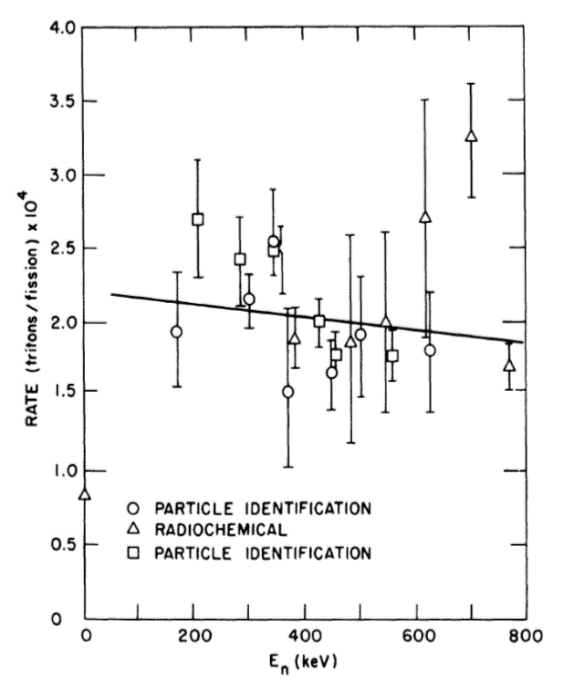 4.0
3.5
3.0
2.5
2.0
1.5
1.0
0.5
0
RATE (tritons/fission) x 10⁴
PARTICLE IDENTIFICATION
RADIOCHEMICAL
PARTICLE IDENTIFICATION
0 200 400 600 800
Eₙ (keV)